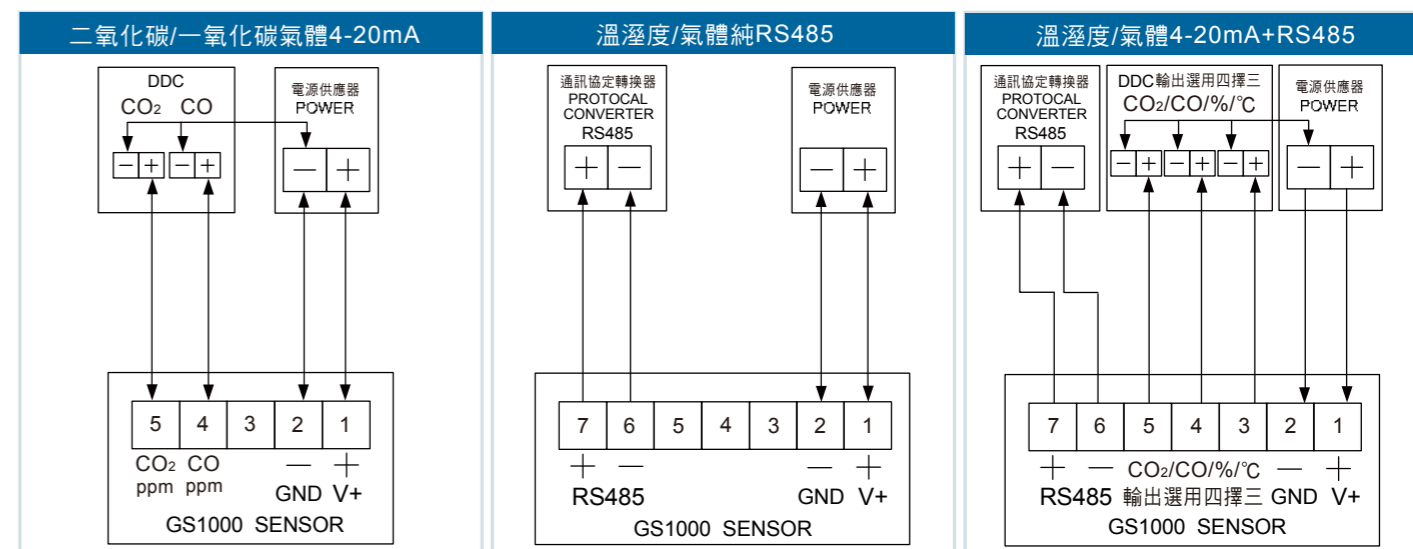 二氧化碳/一氧化碳氣體4-20mA
DDC
CO₂ CO
電源供應器
POWER
− + − +
− +
5 4 3 2 1
CO₂ CO − +
ppm ppm GND V+
GS1000 SENSOR
溫溼度/氣體純RS485
通訊協定轉換器
PROTOCAL
CONVERTER
RS485
+ −
電源供應器
POWER
− +
7 6 5 4 3 2 1
+ − − +
RS485 GND V+
GS1000 SENSOR
溫溼度/氣體4-20mA+RS485
通訊協定轉換器
PROTOCAL
CONVERTER
RS485
+ −
DDC輸出選用四擇三
CO₂/CO/%/°C
− + − + − +
電源供應器
POWER
− +
7 6 5 4 3 2 1
+ − CO₂/CO/%/°C − +
RS485 輸出選用四擇三 GND V+
GS1000 SENSOR